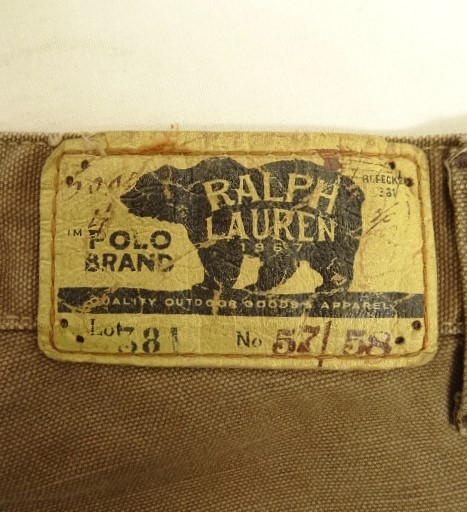 RALPH
LAUREN
1967
POLO
BRAND
QUALITY OUTDOOR GOODS & APPAREL
Lot 381
No 57/58